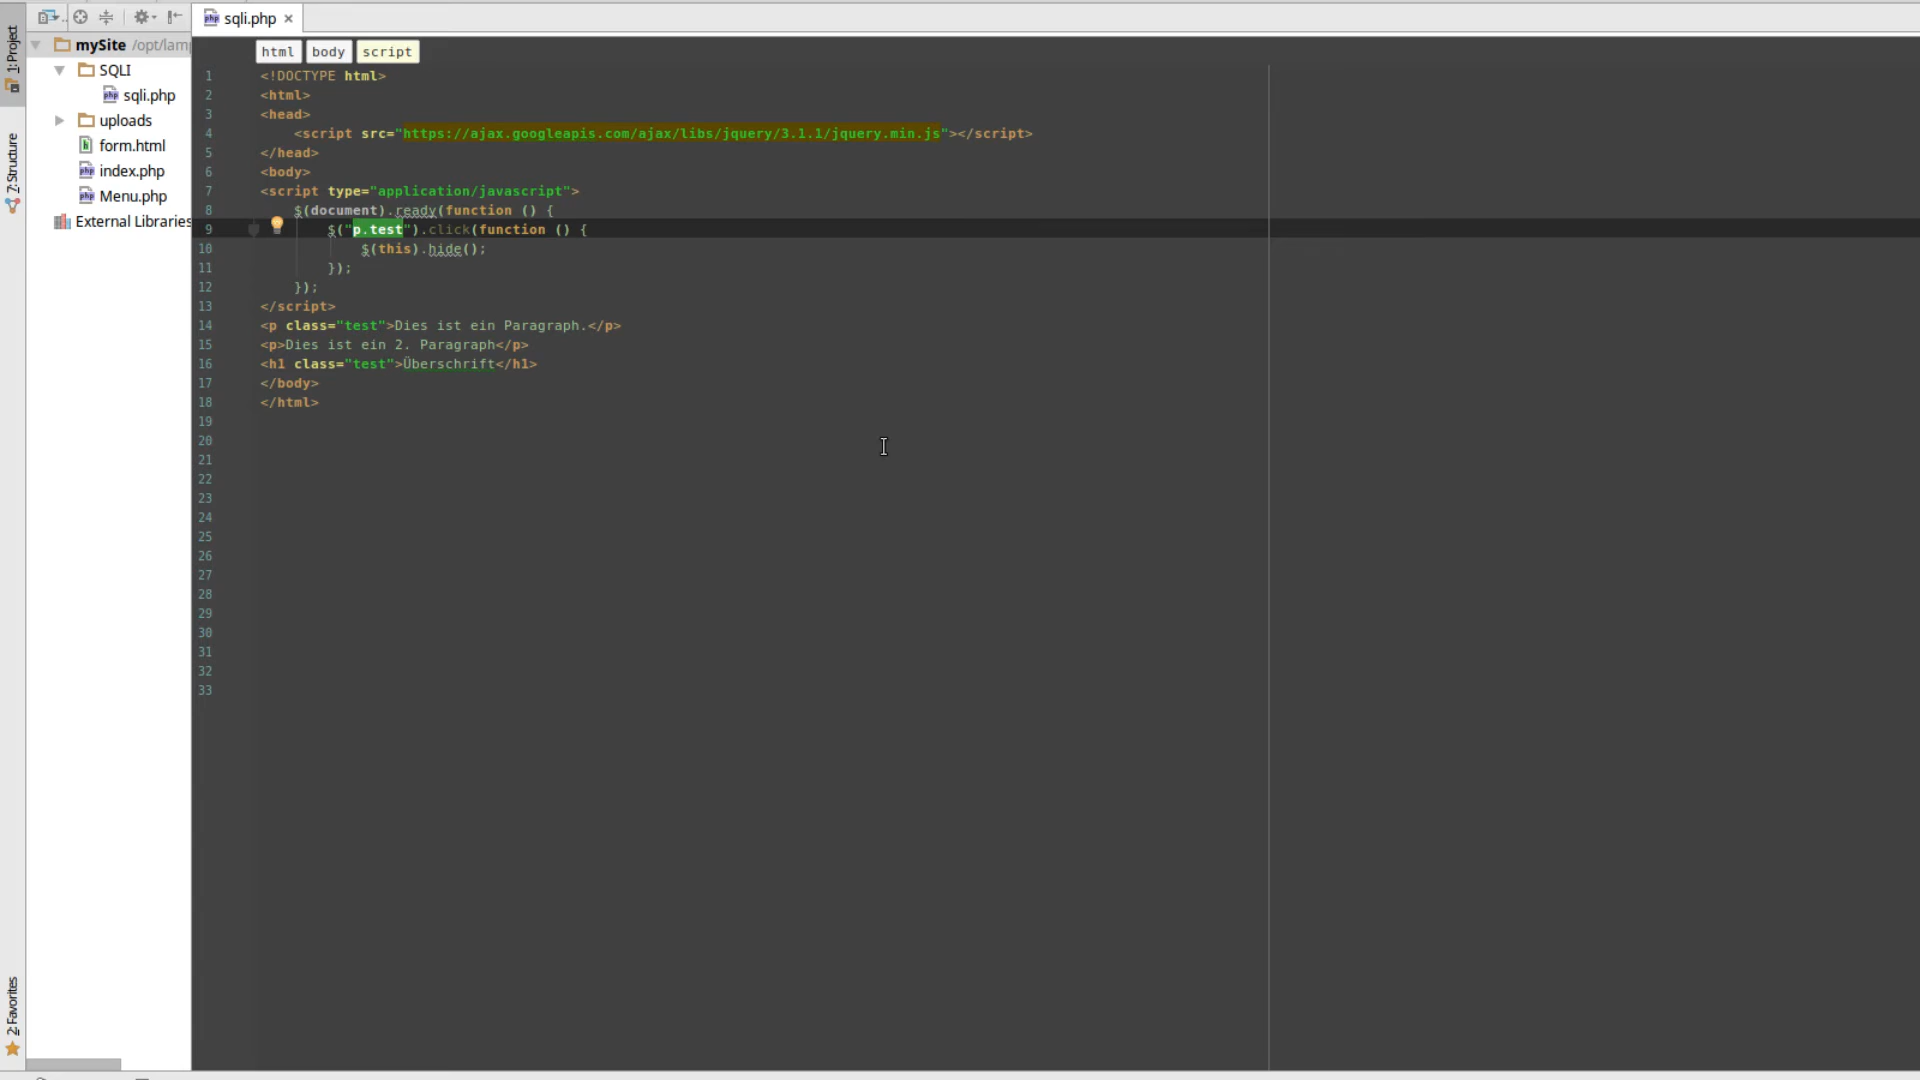 sqli.php
1: Project
mySite /opt/lam
SQLI
sqli.php
uploads
form.html
index.php
Menu.php
External Libraries
7: Structure
2: Favorites
html body script
1 <!DOCTYPE html>
2 <html>
3 <head>
4 <script src="https://ajax.googleapis.com/ajax/libs/jquery/3.1.1/jquery.min.js"></script>
5 </head>
6 <body>
7 <script type="application/javascript">
8 $(document).ready(function () {
9 $("p.test").click(function () {
10 $(this).hide();
11 });
12 });
13 </script>
14 <p class="test">Dies ist ein Paragraph.</p>
15 <p>Dies ist ein 2. Paragraph</p>
16 <h1 class="test">Überschrift</h1>
17 </body>
18 </html>
19
20
21
22
23
24
25
26
27
28
29
30
31
32
33